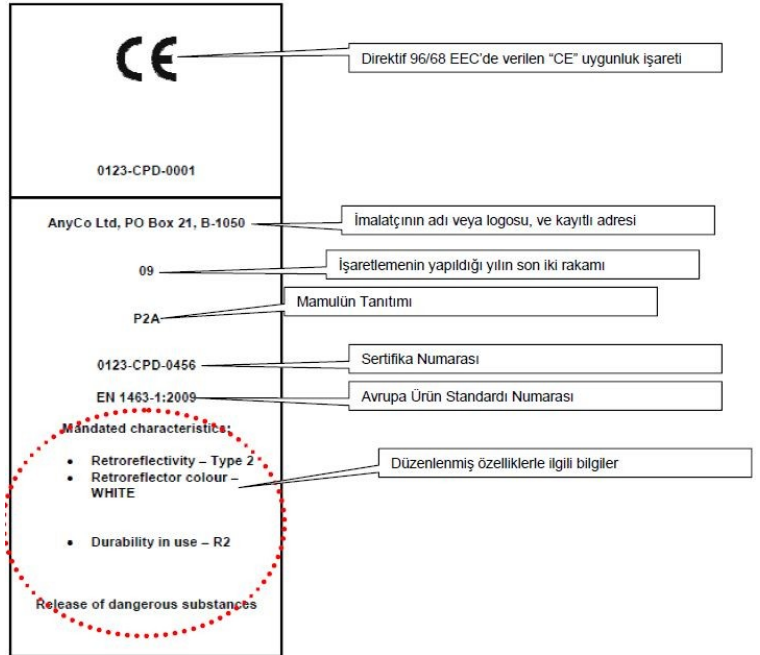 CE
Direktif 96/68 EEC'de verilen "CE" uygunluk işareti
0123-CPD-0001
AnyCo Ltd, PO Box 21, B-1050
İmalatçının adı veya logosu, ve kayıtlı adresi
09
İşaretlemenin yapıldığı yılın son iki rakamı
P2A
Mamulün Tanıtımı
0123-CPD-0456
Sertifika Numarası
EN 1463-1:2009
Avrupa Ürün Standardı Numarası
Mandated characteristics:
• Retroreflectivity – Type 2
• Retroreflector colour –
WHITE
Düzenlenmiş özelliklerle ilgili bilgiler
• Durability in use – R2
Release of dangerous substances